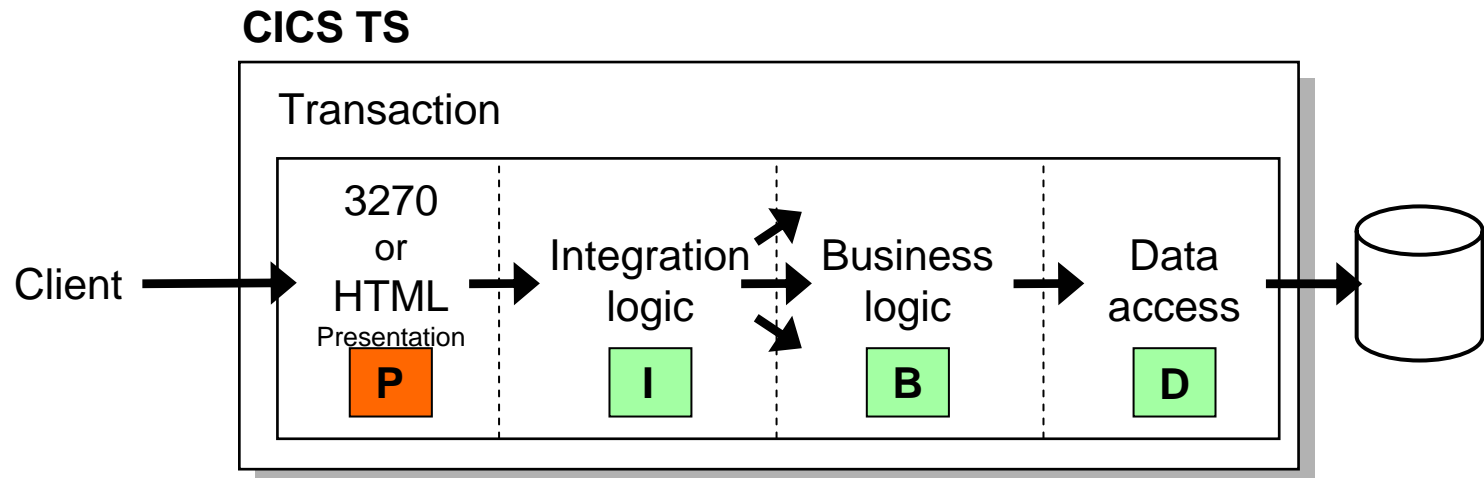 CICS TS
Transaction
Client
3270
or
HTML
Presentation
P
Integration
logic
I
Business
logic
B
Data
access
D